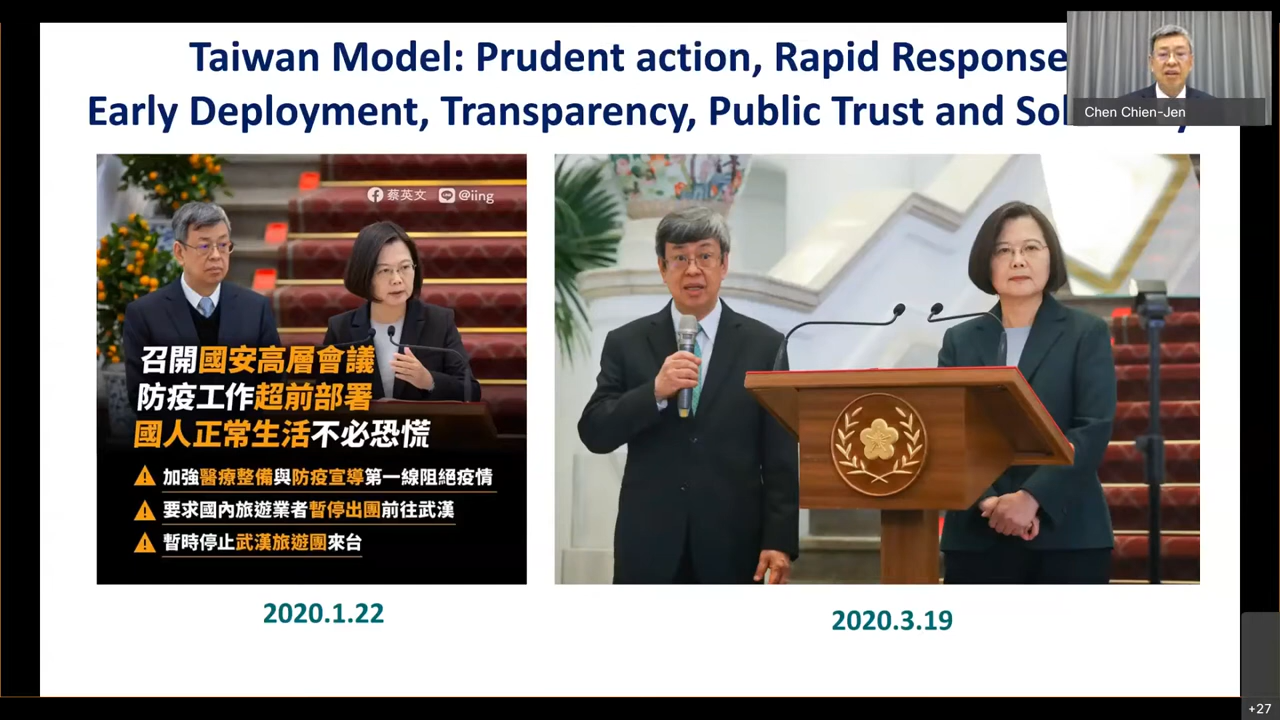 Taiwan Model: Prudent action, Rapid Response
Early Deployment, Transparency, Public Trust and
Chen Chien-Jen
蔡英文 @iing
召開國安高層會議
防疫工作超前部署
國人正常生活不必恐慌
加強醫療整備與防疫宣導第一線阻絕疫情
要求國內旅遊業者暫停出團前往武漢
暫時停止武漢旅遊團來台
2020.1.22
2020.3.19
+27